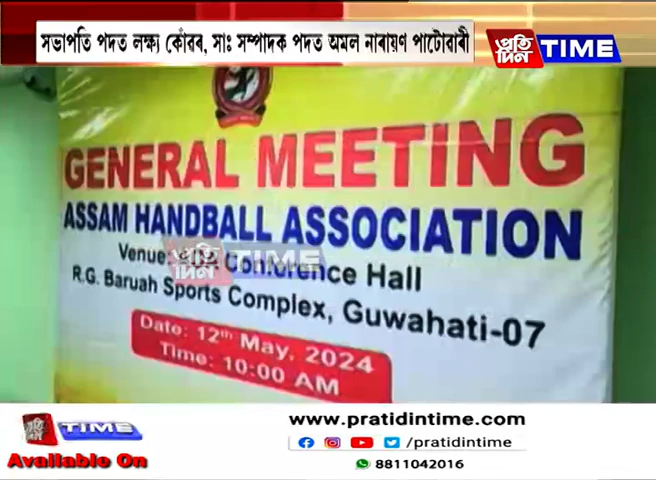 সভাপতি পদত লক্ষ্য কোঁৱৰ, সাঃ সম্পাদক পদত অমল নাৰায়ণ পাটোৱাৰী
প্ৰতিদিন TIME
GENERAL MEETING
ASSAM HANDBALL ASSOCIATION
Venue: Conference Hall
প্ৰতিদিন TIME
R.G. Baruah Sports Complex, Guwahati-07
Date: 12th May, 2024
Time: 10:00 AM
প্ৰতিদিন TIME
Available On
www.pratidintime.com
/pratidintime
8811042016